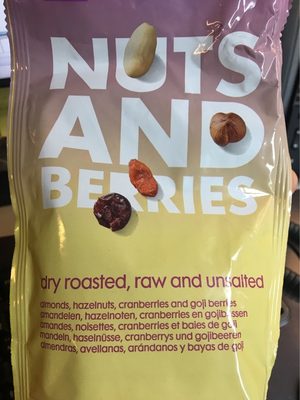 NUTS
AND
BERRIES
dry roasted, raw and unsalted
almonds, hazelnuts, cranberries and goji berries
amandelen, hazelnoten, cranberries en gojibessen
amandes, noisettes, cranberries et baies de goji
mandeln, haselnüsse, cranberrys und gojibeeren
almendras, avellanas, arándanos y bayas de goji